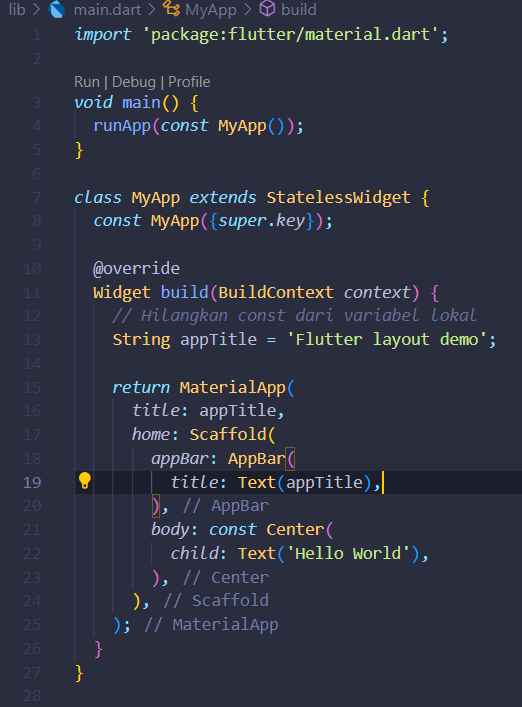 lib > main.dart > MyApp > build
1 import 'package:flutter/material.dart';
2
Run | Debug | Profile
3 void main() {
4   runApp(const MyApp());
5 }
6
7 class MyApp extends StatelessWidget {
8   const MyApp({super.key});
9
10   @override
11   Widget build(BuildContext context) {
12     // Hilangkan const dari variabel lokal
13     String appTitle = 'Flutter layout demo';
14
15     return MaterialApp(
16       title: appTitle,
17       home: Scaffold(
18         appBar: AppBar(
19           title: Text(appTitle),
20         ), // AppBar
21         body: const Center(
22           child: Text('Hello World'),
23         ), // Center
24       ), // Scaffold
25     ); // MaterialApp
26   }
27 }
28